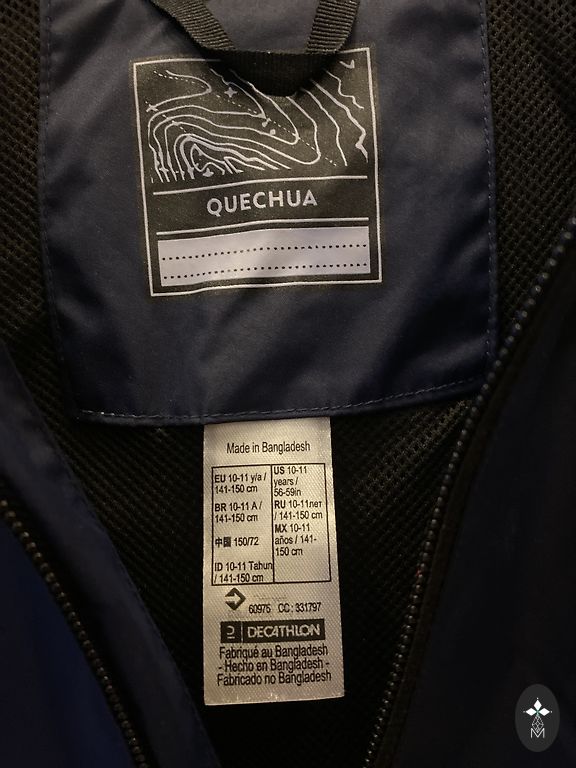 QUECHUA
Made in Bangladesh
EU 10-11 y/a /
141-150 cm
BR 10-11 A /
141-150 cm
中国 150/72
ID 10-11 Tahun
/ 141-150 cm
US 10-11
years /
56-59in
RU 10-11лет
/ 141-150 cm
MX 10-11
años / 141-
150 cm
60975 CC : 331797
DECATHLON
Fabriqué au Bangladesh
- Hecho en Bangladesh -
Fabricado no Bangladesh